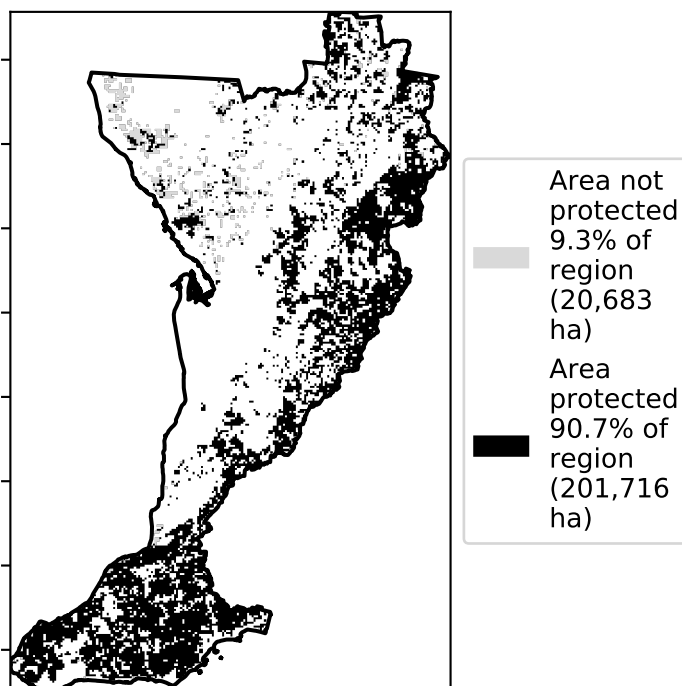 Area not
protected
9.3% of
region
(20,683
ha)
Area
protected
90.7% of
region
(201,716
ha)